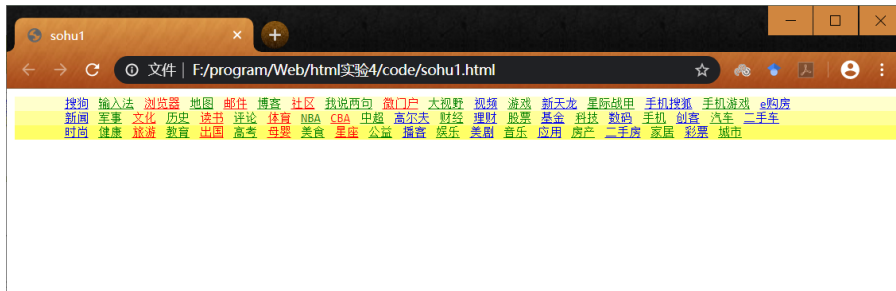 sohu1
文件 | F:/program/Web/html实验4/code/sohu1.html
搜狗 输入法 浏览器 地图 邮件 博客 社区 我说两句 微门户 大视野 视频 游戏 新天龙 星际战甲 手机搜狐 手机游戏 e购房
新闻 军事 文化 历史 读书 评论 体育 NBA CBA 中超 高尔夫 财经 理财 股票 基金 科技 数码 手机 创客 汽车 二手车
时尚 健康 旅游 教育 出国 高考 母婴 美食 星座 公益 播客 娱乐 美剧 音乐 应用 房产 二手房 家居 彩票 城市